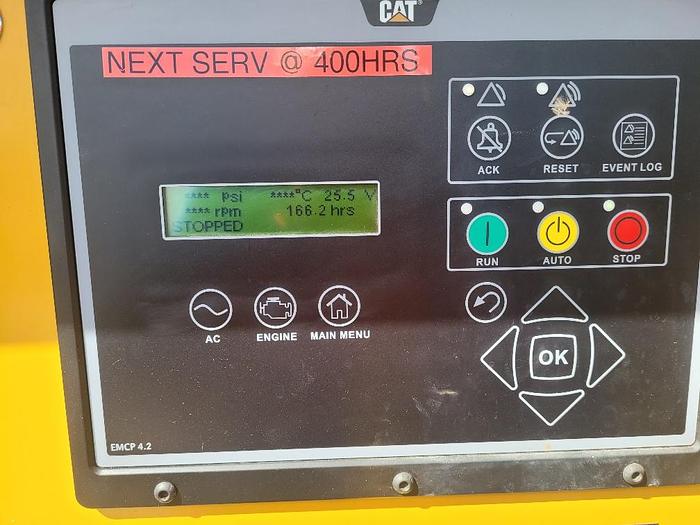 CAT
NEXT SERV @ 400HRS
ACK RESET EVENT LOG
**** psi ****°C 25.5 V
**** rpm 166.2 hrs
STOPPED
RUN AUTO STOP
AC ENGINE MAIN MENU
OK
EMCP 4.2